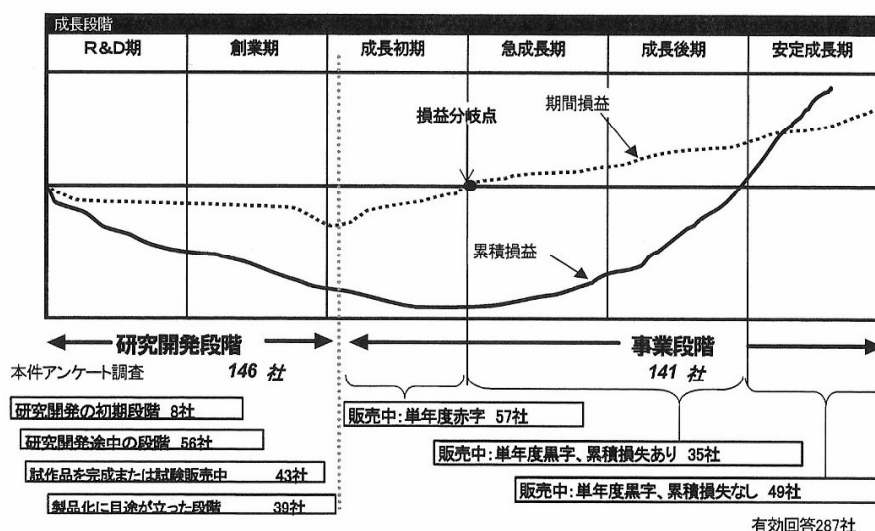 成長段階
R&D期 創業期 成長初期 急成長期 成長後期 安定成長期
期間損益
損益分岐点
累積損益
研究開発段階 事業段階
本件アンケート調査 146 社 141 社
研究開発の初期段階 8社
販売中:単年度赤字 57社
研究開発途中の段階 56社
販売中:単年度黒字、累積損失あり 35社
試作品を完成または試験販売中 43社
販売中:単年度黒字、累積損失なし 49社
製品化に目途が立った段階 39社
有効回答287社